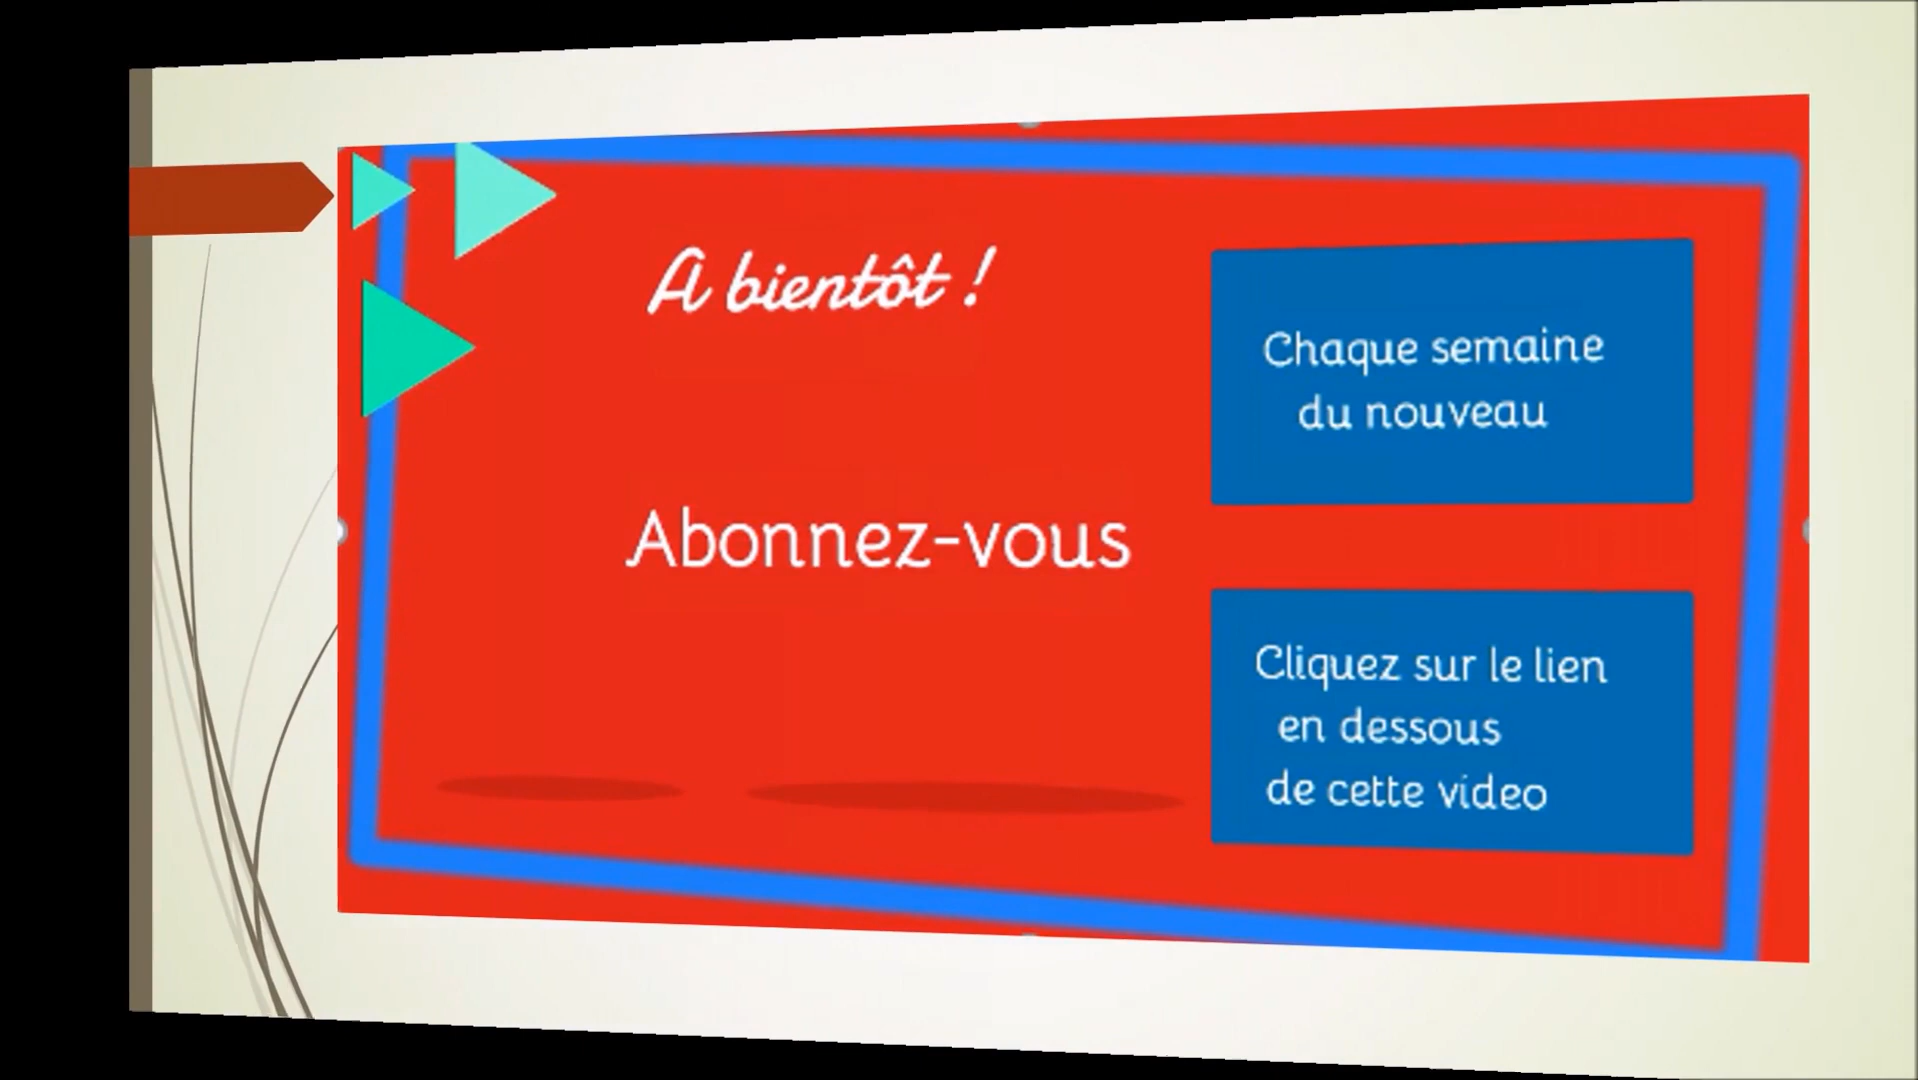 A bientôt !
Abonnez-vous
Chaque semaine
du nouveau
Cliquez sur le lien
en dessous
de cette video